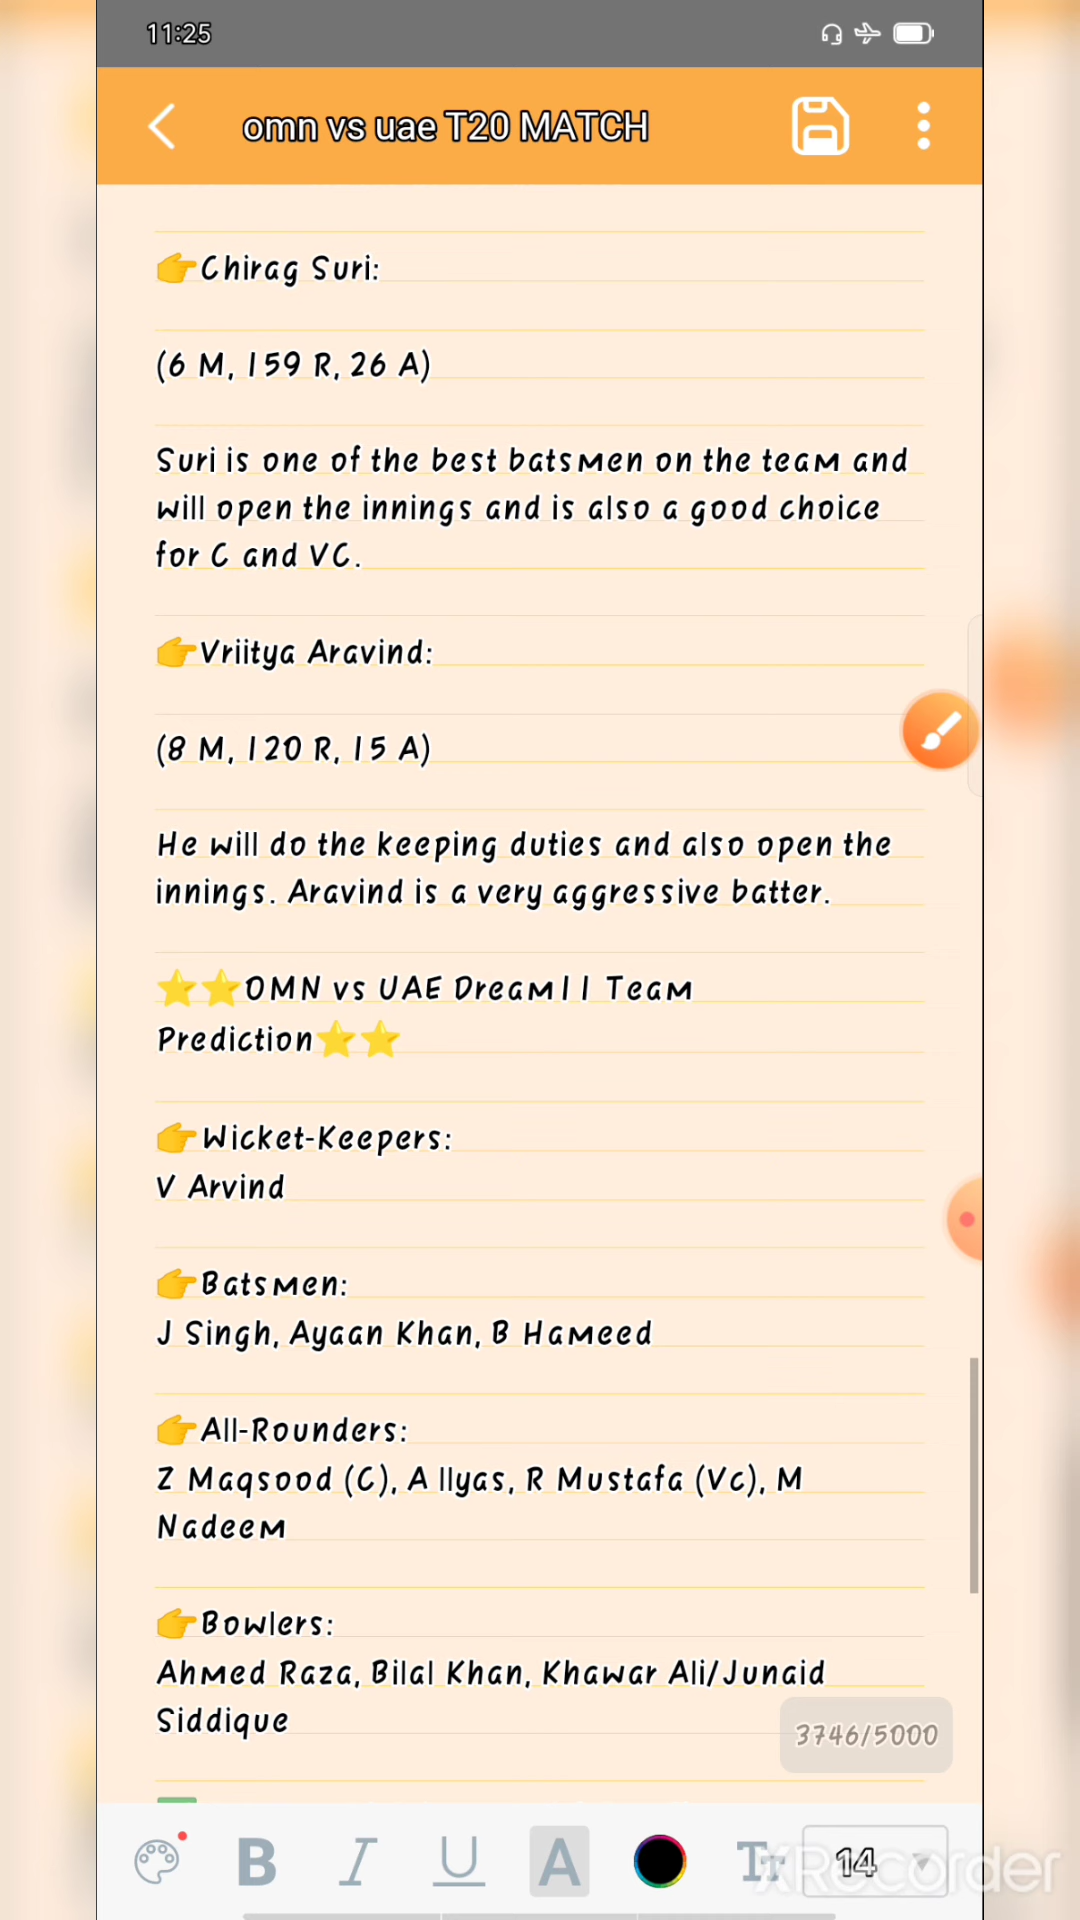 11:25
omn vs uae T20 MATCH
👉Chirag Suri:
(6 M, 159 R, 26 A)
Suri is one of the best batsmen on the team and
will open the innings and is also a good choice
for C and VC.
👉Vriitya Aravind:
(8 M, 120 R, 15 A)
He will do the keeping duties and also open the
innings. Aravind is a very aggressive batter.
⭐⭐OMN vs UAE Dream11 Team
Prediction⭐⭐
👉Wicket-Keepers:
V Arvind
👉Batsmen:
J Singh, Ayaan Khan, B Hameed
👉All-Rounders:
Z Maqsood (C), A Ilyas, R Mustafa (Vc), M
Nadeem
👉Bowlers:
Ahmed Raza, Bilal Khan, Khawar Ali/Junaid
Siddique
3746/5000
B I U A Tт 14
XRecorder